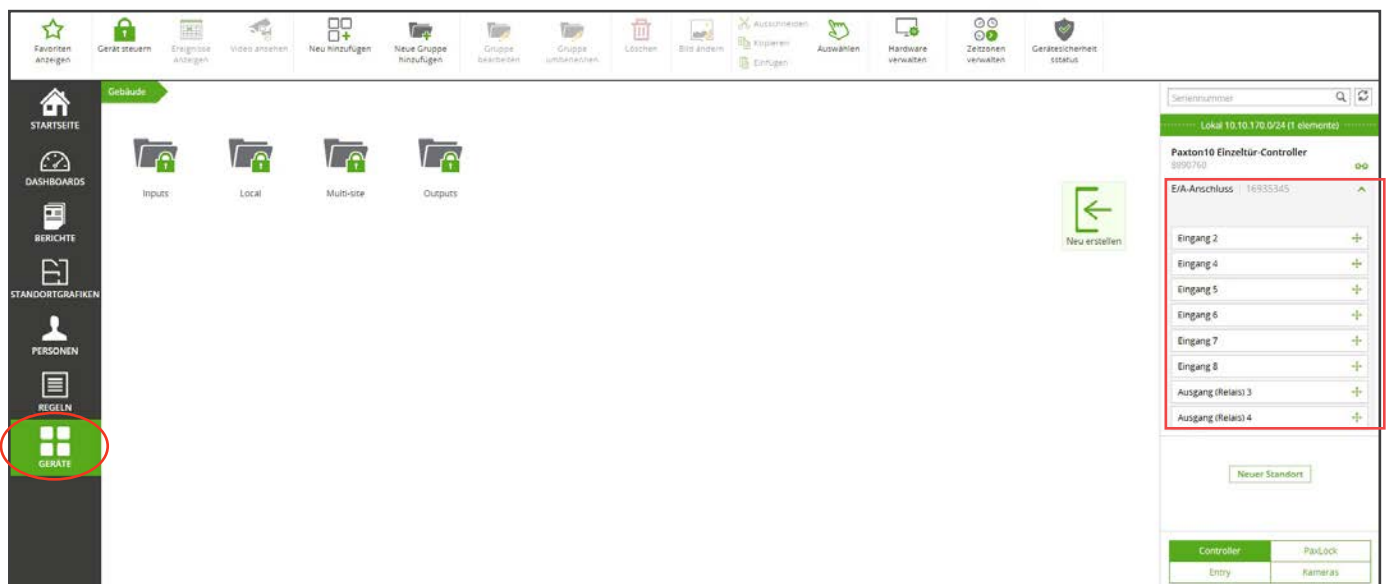 Favoriten
anzeigen
Gerät steuern
Ereignisse
Anzeigen
Video ansehen
Neu hinzufügen
Neue Gruppe
hinzufügen
Gruppe
bearbeiten
Gruppe
umbenennen
Löschen
Bild ändern
Ausschneiden
Kopieren
Einfügen
Auswählen
Hardware
verwalten
Zeitzonen
verwalten
Gerätesicherheit
sstatus
STARTSEITE
DASHBOARDS
BERICHTE
STANDORTGRAFIKEN
PERSONEN
REGELN
GERÄTE
Gebäude
Inputs
Local
Multi-site
Outputs
Neu erstellen
Seriennummer
Lokal 10.10.170.0/24 (1 elemente)
Paxton10 Einzeltür-Controller
8890760
E/A-Anschluss 16935345
Eingang 2
Eingang 4
Eingang 5
Eingang 6
Eingang 7
Eingang 8
Ausgang (Relais) 3
Ausgang (Relais) 4
Neuer Standort
Controller
PaxLock
Entry
Kameras